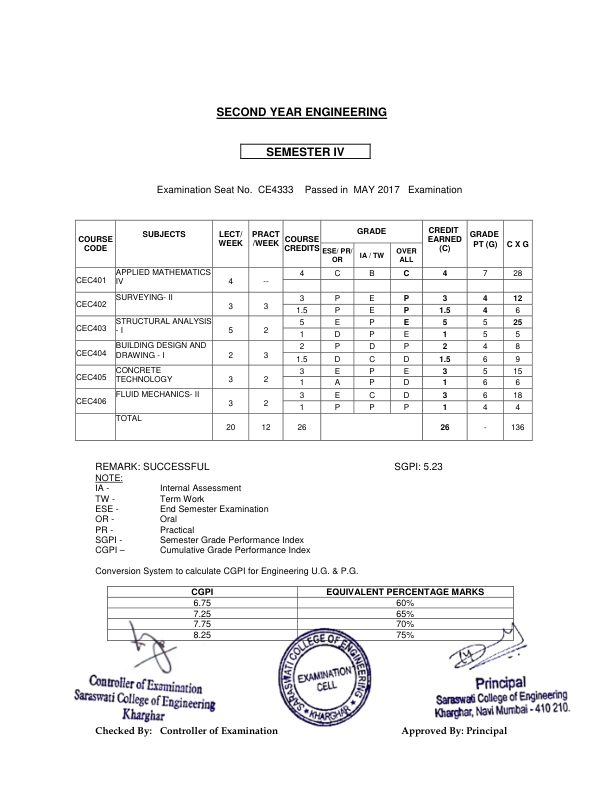 SECOND YEAR ENGINEERING
SEMESTER IV
Examination Seat No. CE4333 Passed in MAY 2017 Examination
COURSE CODE SUBJECTS LECT/ WEEK PRACT /WEEK COURSE CREDITS GRADE CREDIT EARNED (C) GRADE PT (G) C X G
ESE/ PR/ OR IA / TW OVER ALL
CEC401 APPLIED MATHEMATICS IV 4 -- 4 C B C 4 7 28
CEC402 SURVEYING- II 3 3 3 P E P 3 4 12
1.5 P E P 1.5 4 6
CEC403 STRUCTURAL ANALYSIS - I 5 2 5 E P E 5 5 25
1 D P E 1 5 5
CEC404 BUILDING DESIGN AND DRAWING - I 2 3 2 P D P 2 4 8
1.5 D C D 1.5 6 9
CEC405 CONCRETE TECHNOLOGY 3 2 3 E P E 3 5 15
1 A P D 1 6 6
CEC406 FLUID MECHANICS- II 3 2 3 E C D 3 6 18
1 P P P 1 4 4
TOTAL 20 12 26 26 - 136
REMARK: SUCCESSFUL SGPI: 5.23
NOTE:
IA - Internal Assessment
TW - Term Work
ESE - End Semester Examination
OR - Oral
PR - Practical
SGPI - Semester Grade Performance Index
CGPI – Cumulative Grade Performance Index
Conversion System to calculate CGPI for Engineering U.G. & P.G.
CGPI EQUIVALENT PERCENTAGE MARKS
6.75 60%
7.25 65%
7.75 70%
8.25 75%
SARASWATI COLLEGE OF ENGINEERING
EXAMINATION
CELL
KHARGHAR
Controller of Examination
Saraswati College of Engineering
Kharghar
Principal
Saraswati College of Engineering
Kharghar, Navi Mumbai - 410 210.
Checked By: Controller of Examination Approved By: Principal